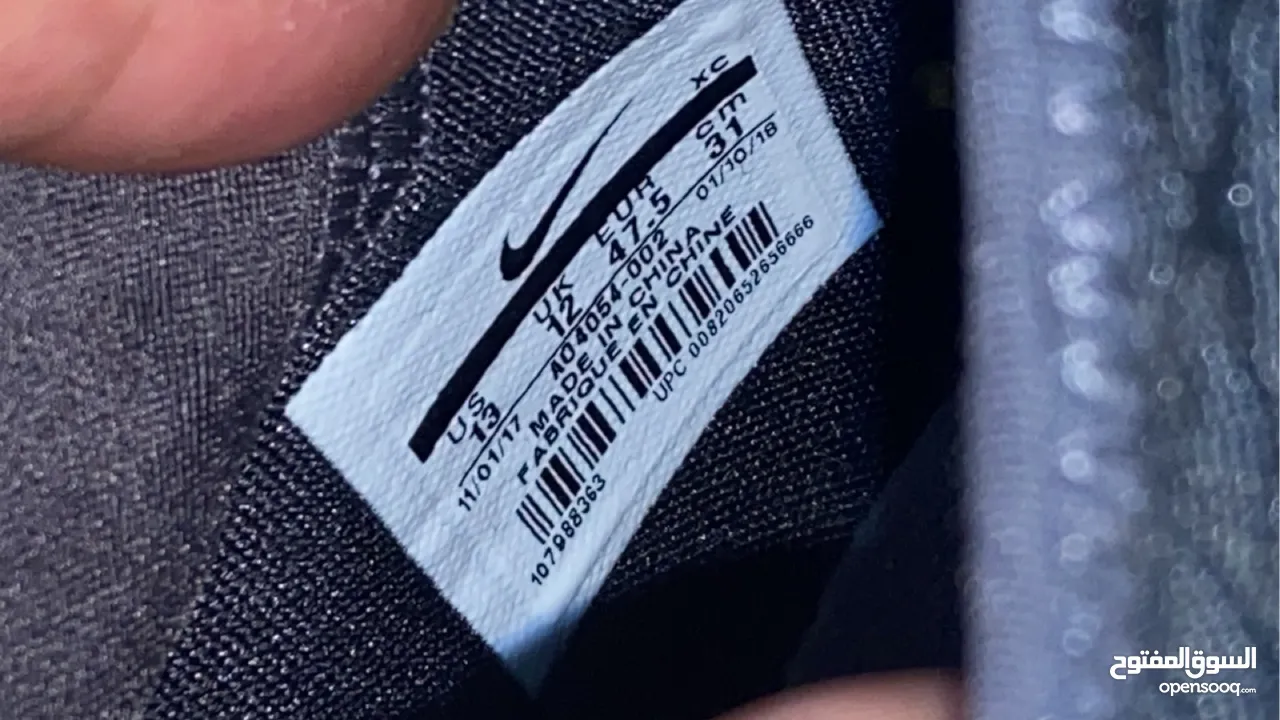 XC
US UK EUR cm
13 12 47.5 31
11/01/17 AO4054-002 01/10/18
MADE IN CHINA
FABRIQUE EN CHINE
107988363 UPC 00820652656666
السوق المفتوح
opensooq.com